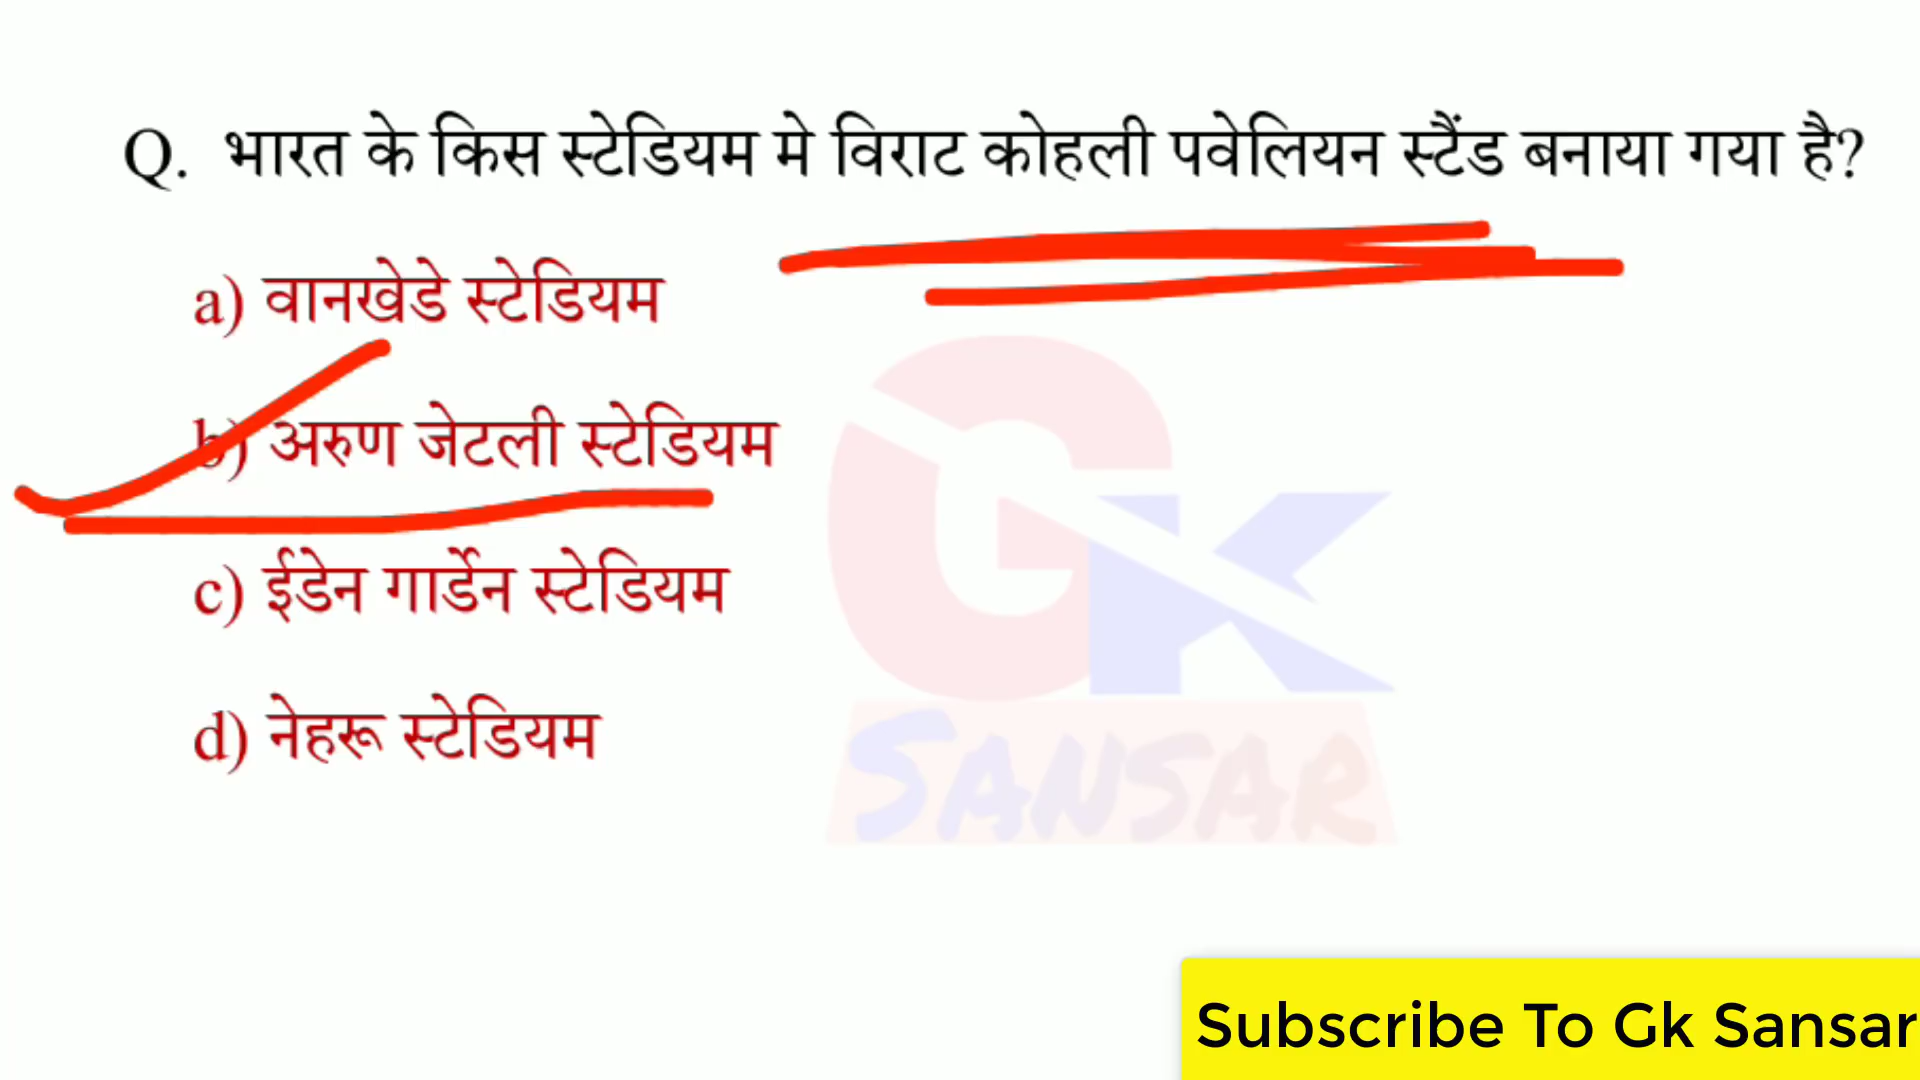 Q. भारत के किस स्टेडियम मे विराट कोहली पवेलियन स्टैंड बनाया गया है?
a) वानखेडे स्टेडियम
b) अरुण जेटली स्टेडियम
c) ईडेन गार्डेन स्टेडियम
d) नेहरू स्टेडियम
GK
SANSAR
Subscribe To Gk Sansar